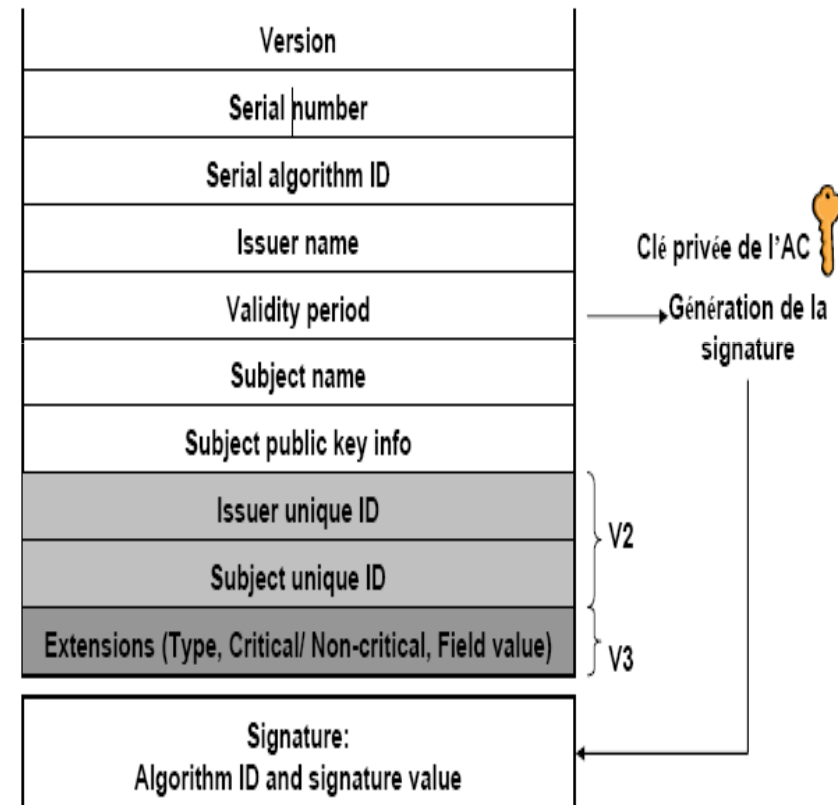 Version
Serial number
Serial algorithm ID
Issuer name
Validity period
Subject name
Subject public key info
Issuer unique ID
Subject unique ID
Extensions (Type, Critical/ Non-critical, Field value)
V2
V3
Clé privée de l'AC
Génération de la
signature
Signature:
Algorithm ID and signature value